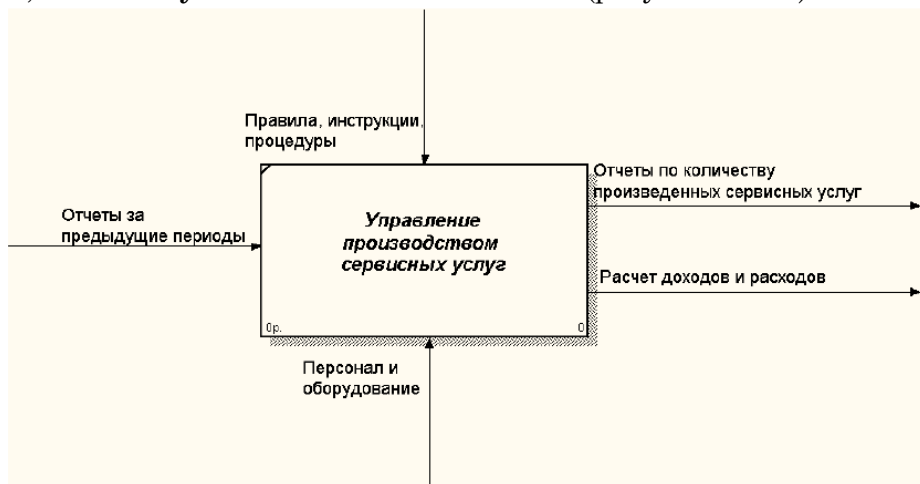 Правила, инструкции,
процедуры
Отчеты по количеству
произведенных сервисных услуг
Отчеты за
предыдущие периоды
Управление
производством
сервисных услуг
Расчет доходов и расходов
0р.
0
Персонал и
оборудование